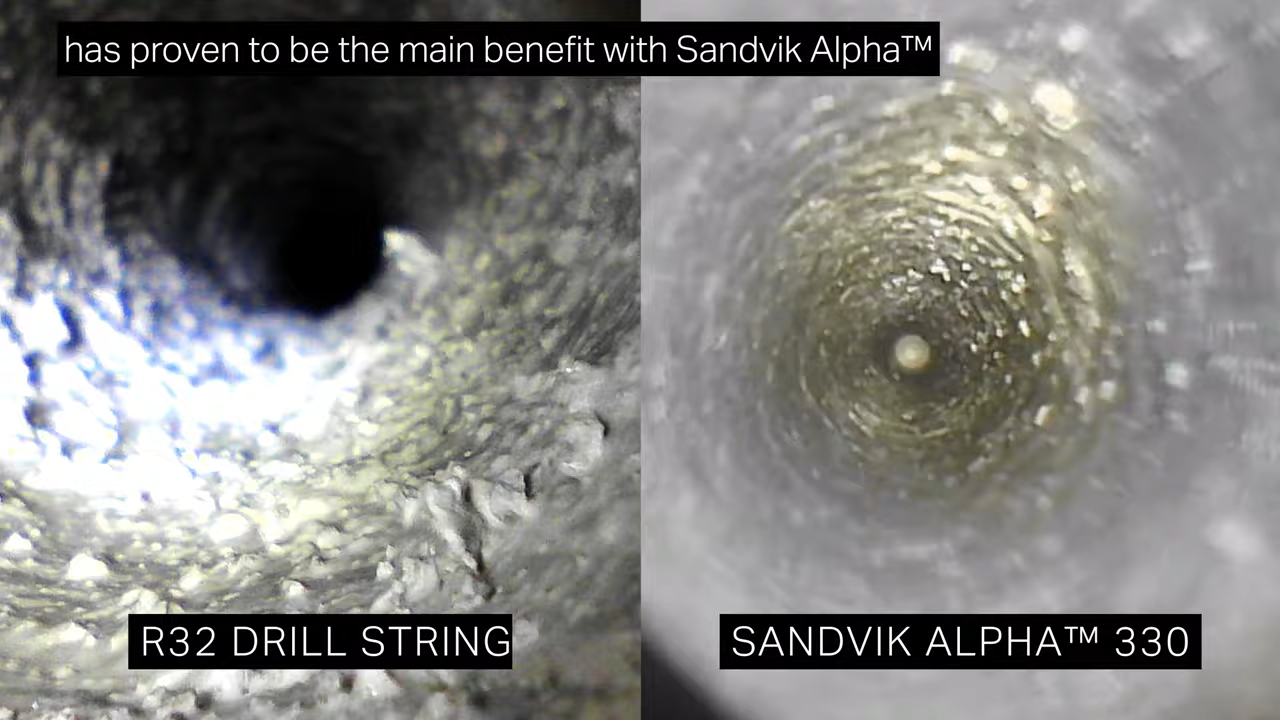 has proven to be the main benefit with Sandvik Alpha™
R32 DRILL STRING
SANDVIK ALPHA™ 330